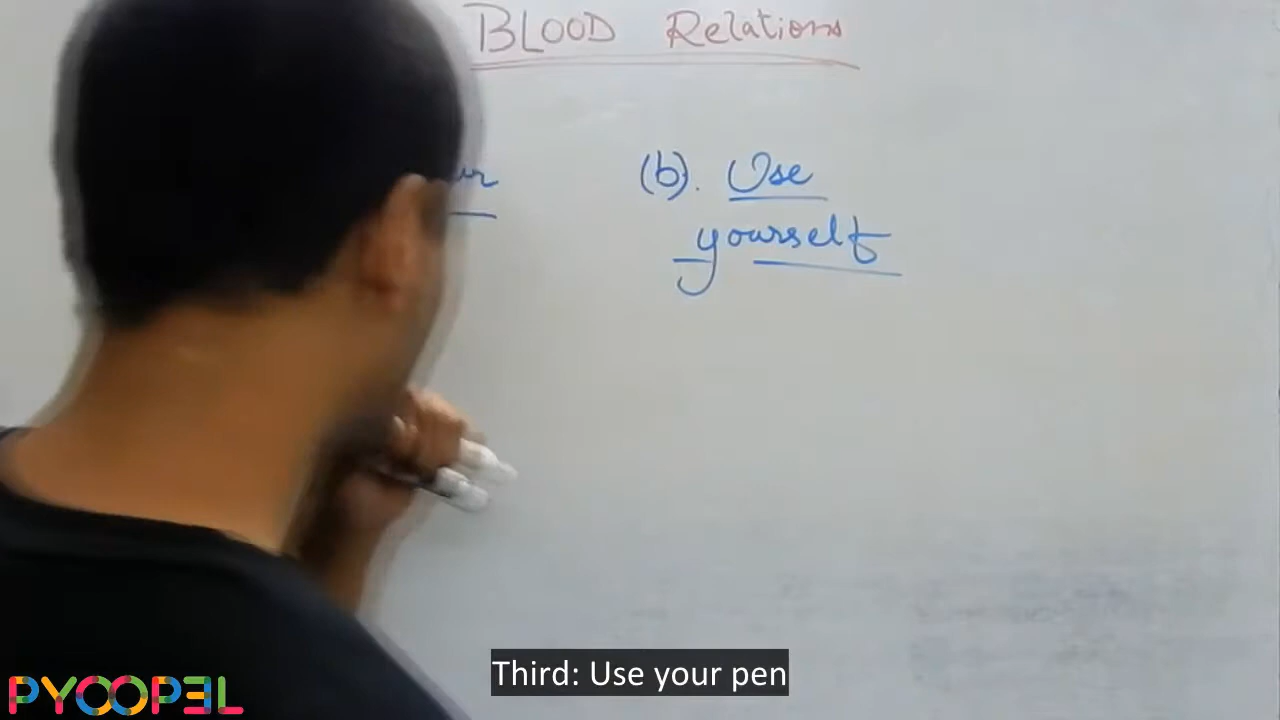 BLOOD Relations
(b). Use
yourself
Third: Use your pen
PYOOPEL